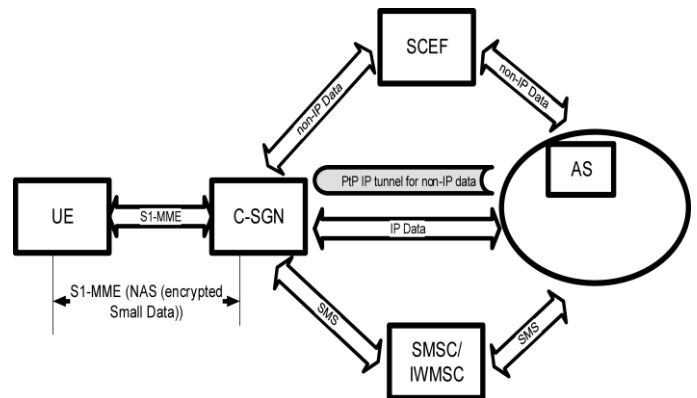 SCEF
non-IP Data
non-IP Data
PtP IP tunnel for non-IP data
AS
UE
S1-MME
C-SGN
IP Data
S1-MME (NAS (encrypted
Small Data))
SMS
SMS
SMSC/
IWMSC